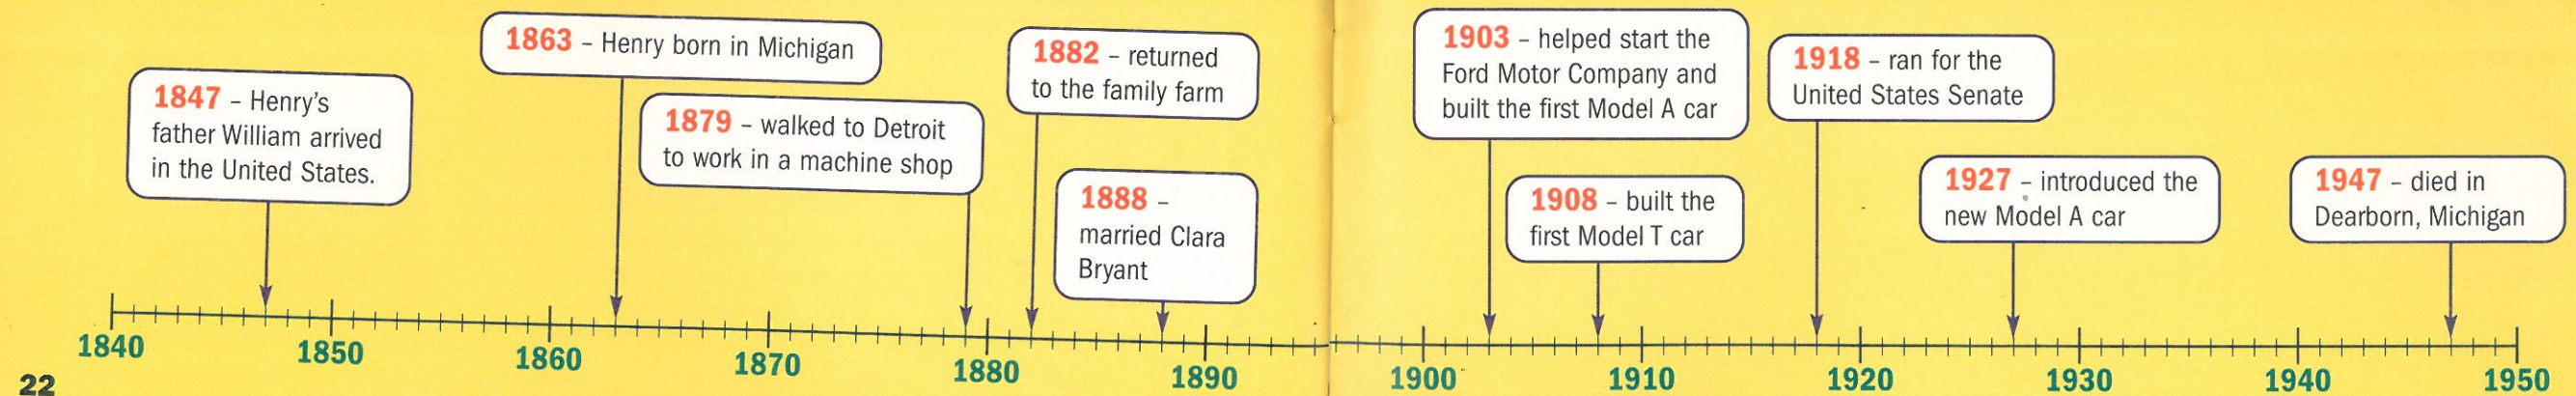 1847 – Henry's
father William arrived
in the United States.
1863 – Henry born in Michigan
1879 – walked to Detroit
to work in a machine shop
1882 – returned
to the family farm
1888 –
married Clara
Bryant
1903 – helped start the
Ford Motor Company and
built the first Model A car
1908 – built the
first Model T car
1918 – ran for the
United States Senate
1927 – introduced the
new Model A car
1947 – died in
Dearborn, Michigan
1840 1850 1860 1870 1880 1890 1900 1910 1920 1930 1940 1950
22